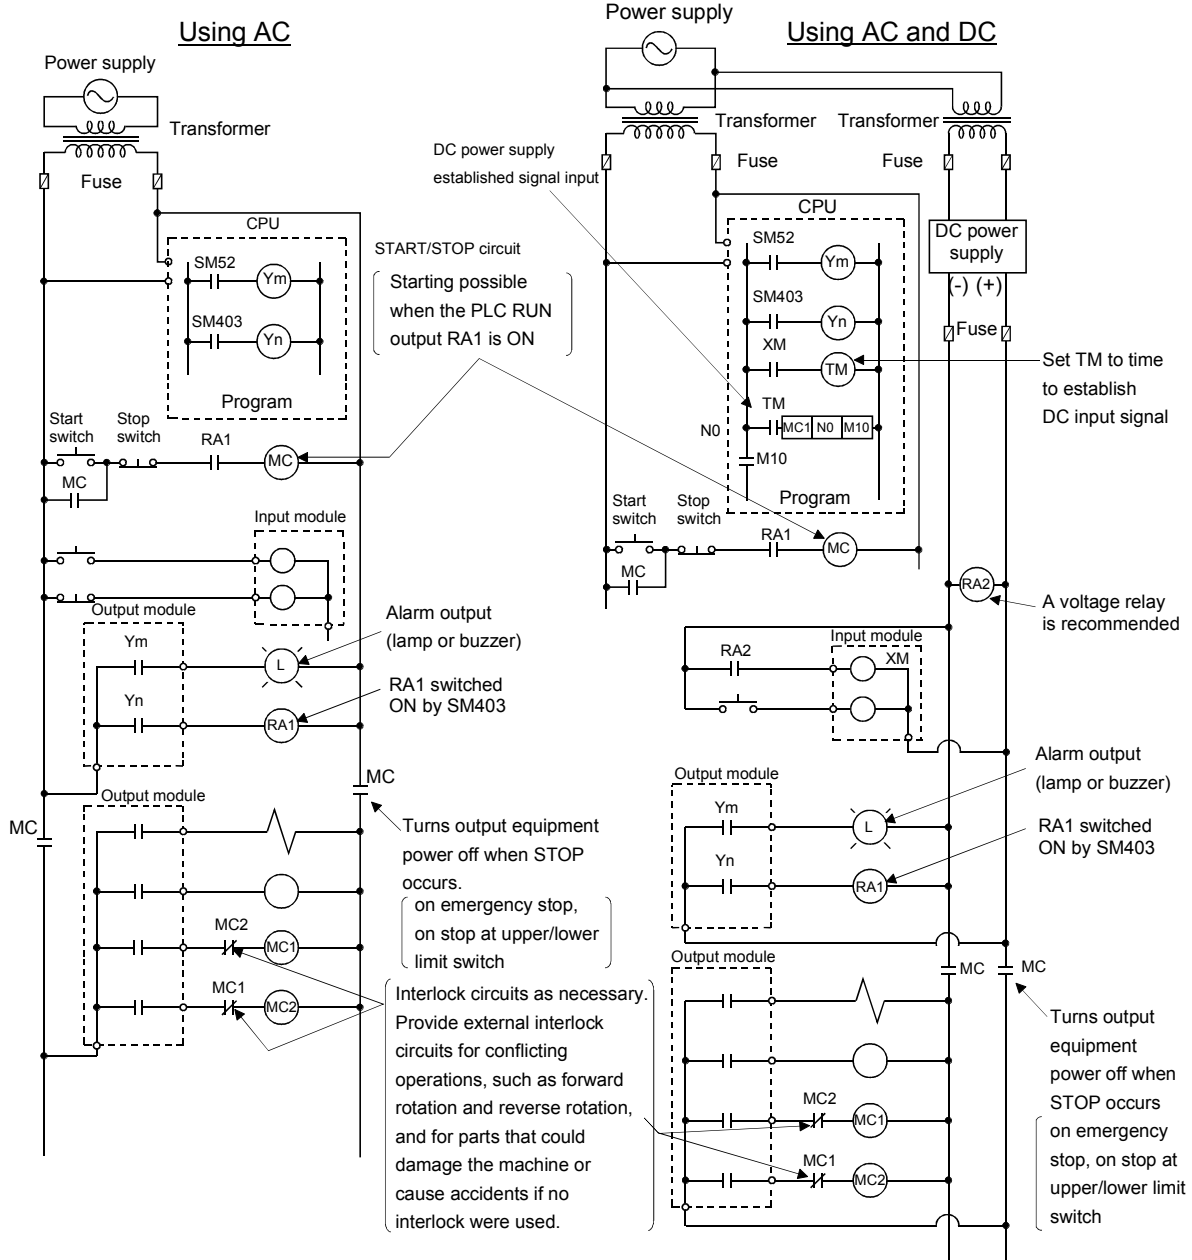 Using AC
Power supply
Transformer
Fuse
CPU
SM52
Ym
SM403
Yn
Program
START/STOP circuit
Starting possible
when the PLC RUN
output RA1 is ON
Start
switch
Stop
switch
RA1
MC
MC
Input module
Output module
Ym
L
Alarm output
(lamp or buzzer)
Yn
RA1
RA1 switched
ON by SM403
MC
Output module
MC
Turns output equipment
power off when STOP
occurs.
on emergency stop,
on stop at upper/lower
limit switch
MC2
MC1
MC1
MC2
Interlock circuits as necessary.
Provide external interlock
circuits for conflicting
operations, such as forward
rotation and reverse rotation,
and for parts that could
damage the machine or
cause accidents if no
interlock were used.
Using AC and DC
Power supply
Transformer
Transformer
DC power supply
established signal input
Fuse
Fuse
CPU
SM52
Ym
DC power
supply
(-) (+)
SM403
Yn
Fuse
XM
TM
Set TM to time
to establish
DC input signal
TM
N0
MC1 N0 M10
M10
Program
Start
switch
Stop
switch
RA1
MC
MC
RA2
A voltage relay
is recommended
Input module
RA2
XM
Output module
Ym
L
Alarm output
(lamp or buzzer)
Yn
RA1
RA1 switched
ON by SM403
Output module
MC
MC
Turns output
equipment
power off when
STOP occurs
on emergency
stop, on stop at
upper/lower limit
switch
MC2
MC1
MC1
MC2